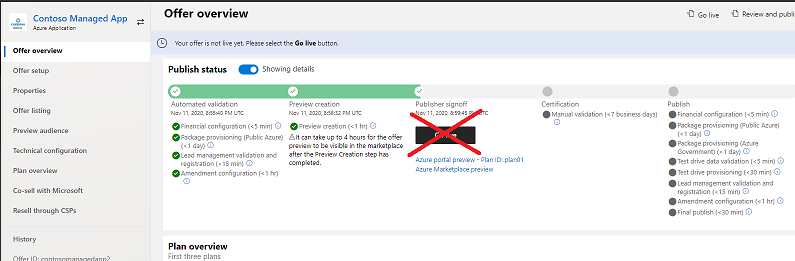 Contoso Managed App
Azure Application
Offer overview
Offer setup
Properties
Offer listing
Preview audience
Technical configuration
Plan overview
Co-sell with Microsoft
Resell through CSPs
History
Offer ID: contosomanagedapp2
Offer overview
Go live
Review and publi
Your offer is not live yet. Please select the Go live button.
Publish status
Showing details
Automated validation
Nov 11, 2020, 8:55:40 PM UTC
Financial configuration (<5 min)
Package provisioning (Public Azure)
(<1 day)
Lead management validation and
registration (<15 min)
Amendment configuration (<1 hr)
Preview creation
Nov 11, 2020, 8:56:32 PM UTC
Preview creation (<1 hr)
It can take up to 4 hours for the offer
preview to be visible in the marketplace
after the Preview Creation step has
completed.
Publisher signoff
Nov 11, 2020, 8:59:45 PM UTC
Azure portal preview - Plan ID: plan01
Azure Marketplace preview
Certification
Manual validation (<7 business days)
Publish
Financial configuration (<5 min)
Package provisioning (Public Azure)
(<1 day)
Package provisioning (Azure
Government) (<1 day)
Test drive data validation (<5 min)
Test drive provisioning (<30 min)
Lead management validation and
registration (<15 min)
Amendment configuration (<1 hr)
Final publish (<30 min)
Plan overview
First three plans